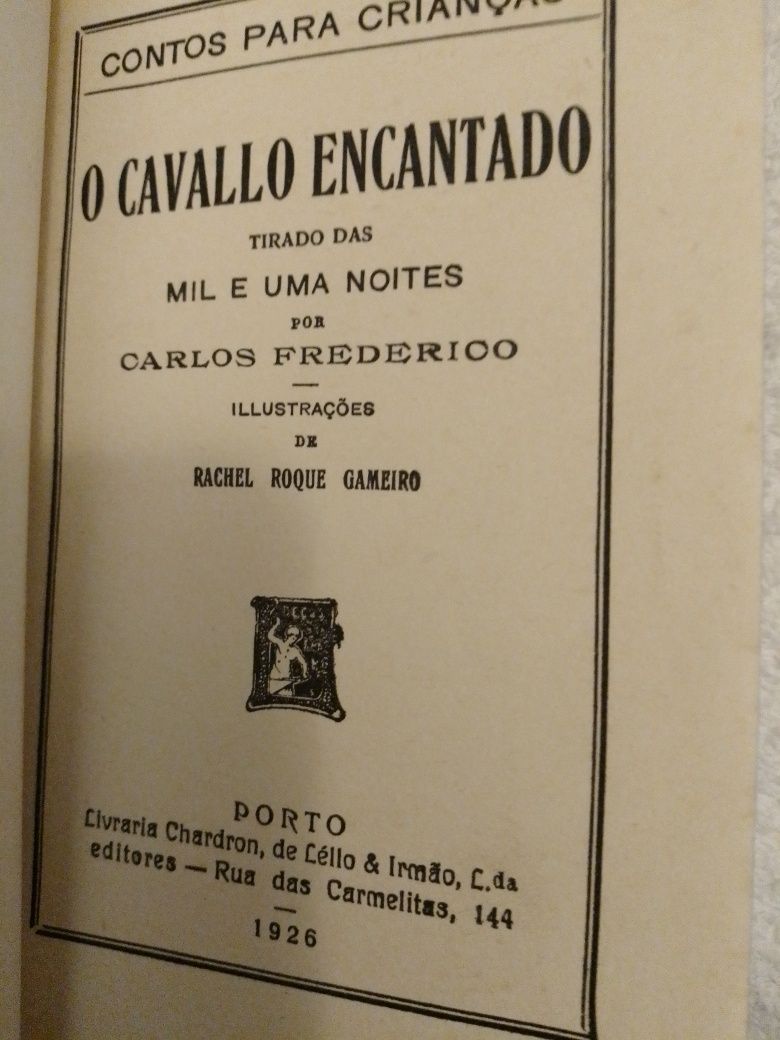 CONTOS PARA CRIANÇAS
O CAVALLO ENCANTADO
TIRADO DAS
MIL E UMA NOITES
POR
CARLOS FREDERICO
ILLUSTRAÇÕES
DE
RACHEL ROQUE GAMEIRO
PORTO
Livraria Chardron, de Léllo & Irmão, L.da
editores — Rua das Carmelitas, 144
1926